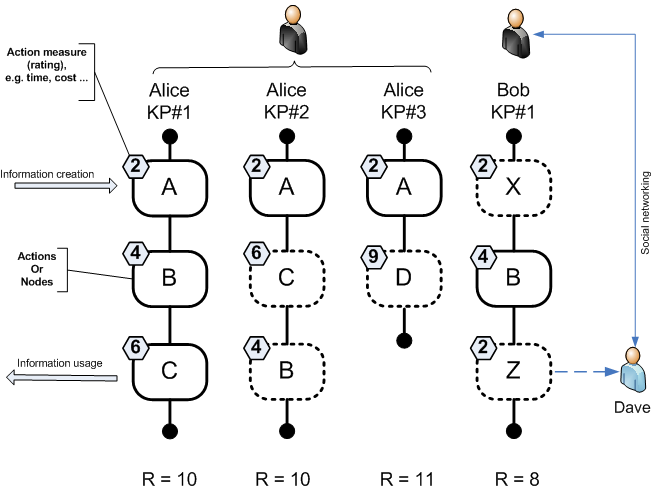 Action measure
(rating),
e.g. time, cost ...
Alice
KP#1
Alice
KP#2
Alice
KP#3
Bob
KP#1
Information creation
2
A
2
A
2
A
2
X
Social networking
Actions
Or
Nodes
4
B
6
C
9
D
4
B
Information usage
6
C
4
B
2
Z
Dave
R = 10
R = 10
R = 11
R = 8